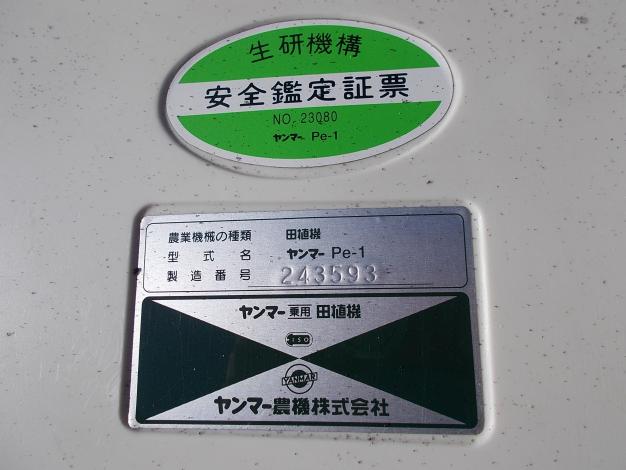 生研機構
安全鑑定証票
NO. 23080
ヤンマー Pe-1
農業機械の種類 田植機
型式名 ヤンマー Pe-1
製造番号 243593
ヤンマー 乗用 田植機
ISO
YANMAR
ヤンマー農機株式会社